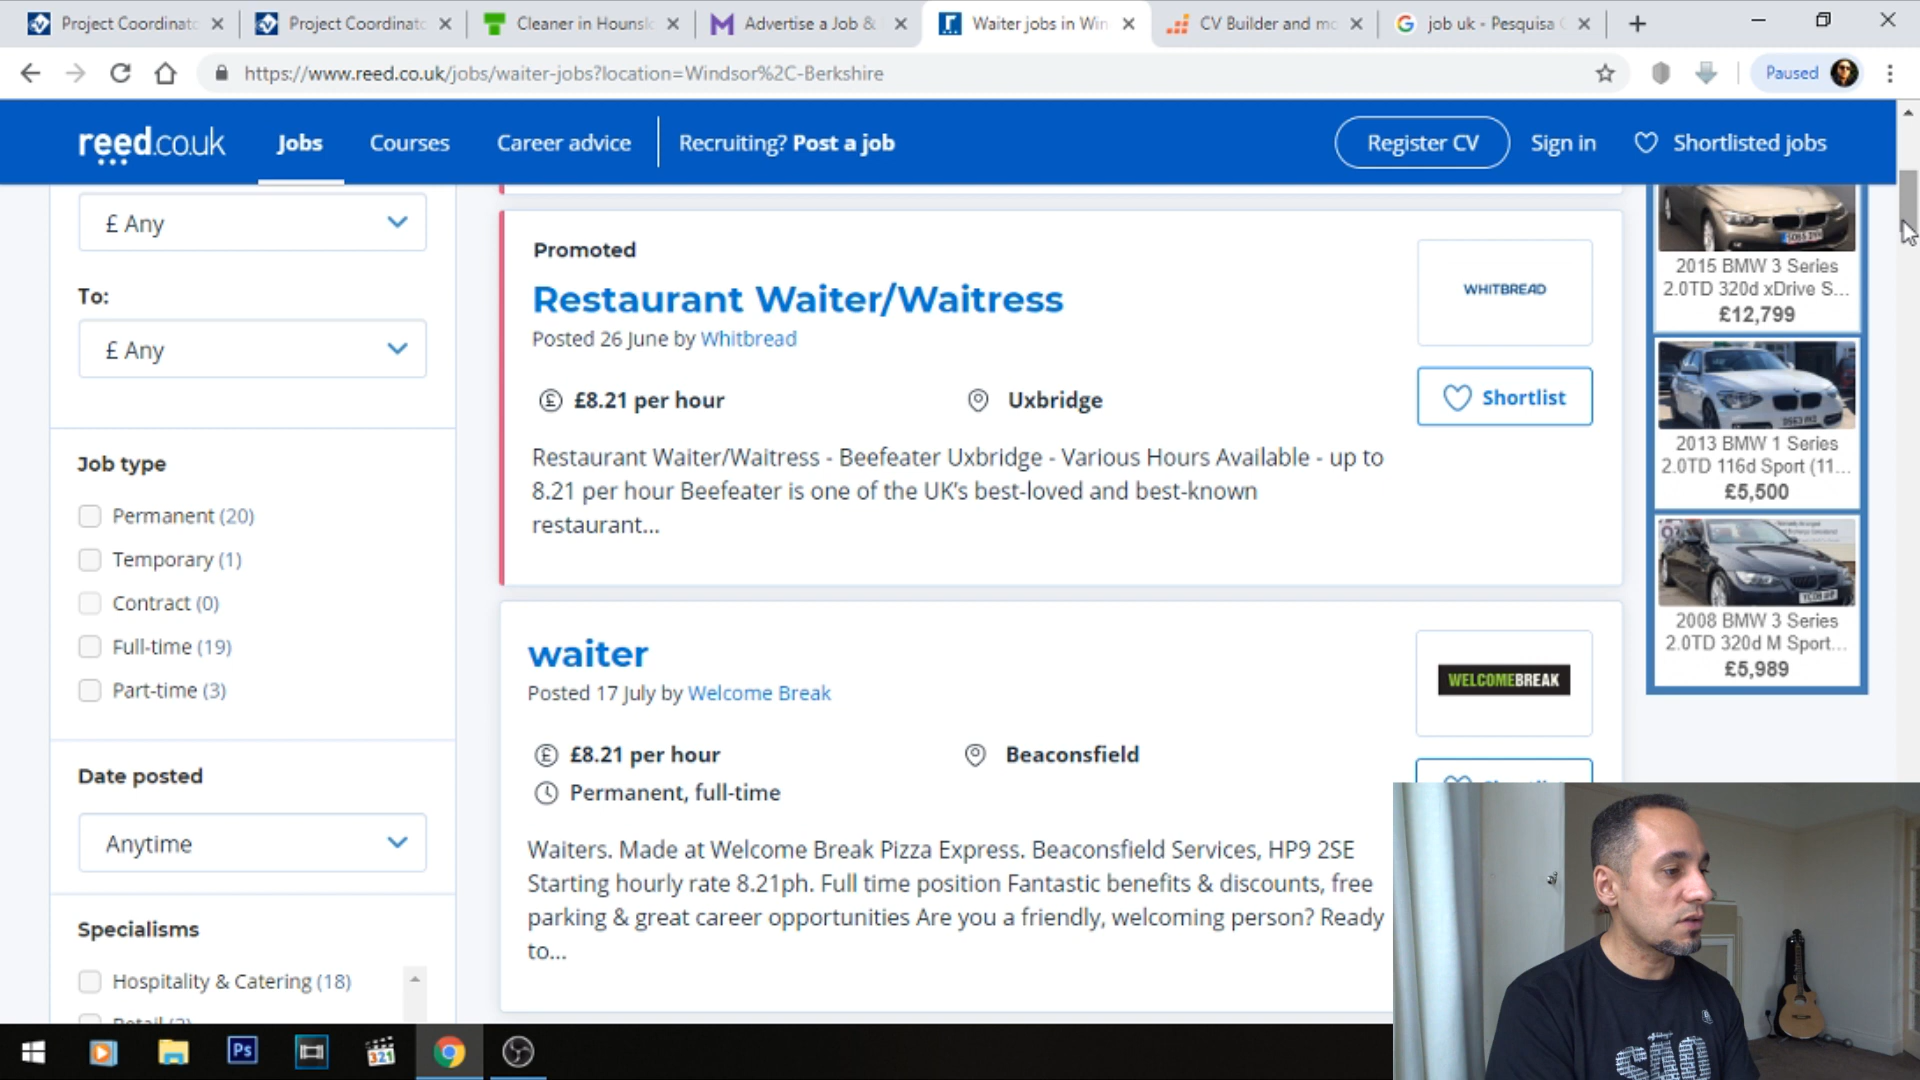 Project Coordinato
Project Coordinato
Cleaner in Hounsl
Advertise a Job &
Waiter jobs in Win
CV Builder and mo
job uk - Pesquisa
https://www.reed.co.uk/jobs/waiter-jobs?location=Windsor%2C-Berkshire
Paused
reed.co.uk
Jobs
Courses
Career advice
Recruiting? Post a job
Register CV
Sign in
Shortlisted jobs
£ Any
To:
£ Any
Job type
Permanent (20)
Temporary (1)
Contract (0)
Full-time (19)
Part-time (3)
Date posted
Anytime
Specialisms
Hospitality & Catering (18)
Promoted
Restaurant Waiter/Waitress
Posted 26 June by Whitbread
£8.21 per hour
Uxbridge
Restaurant Waiter/Waitress - Beefeater Uxbridge - Various Hours Available - up to
8.21 per hour Beefeater is one of the UK's best-loved and best-known
restaurant...
WHITBREAD
Shortlist
waiter
Posted 17 July by Welcome Break
£8.21 per hour
Beaconsfield
Permanent, full-time
Waiters. Made at Welcome Break Pizza Express. Beaconsfield Services, HP9 2SE
Starting hourly rate 8.21ph. Full time position Fantastic benefits & discounts, free
parking & great career opportunities Are you a friendly, welcoming person? Ready
to...
WELCOMEBREAK
2015 BMW 3 Series
2.0TD 320d xDrive S...
£12,799
2013 BMW 1 Series
2.0TD 116d Sport (11...
£5,500
2008 BMW 3 Series
2.0TD 320d M Sport...
£5,989
Ps
321